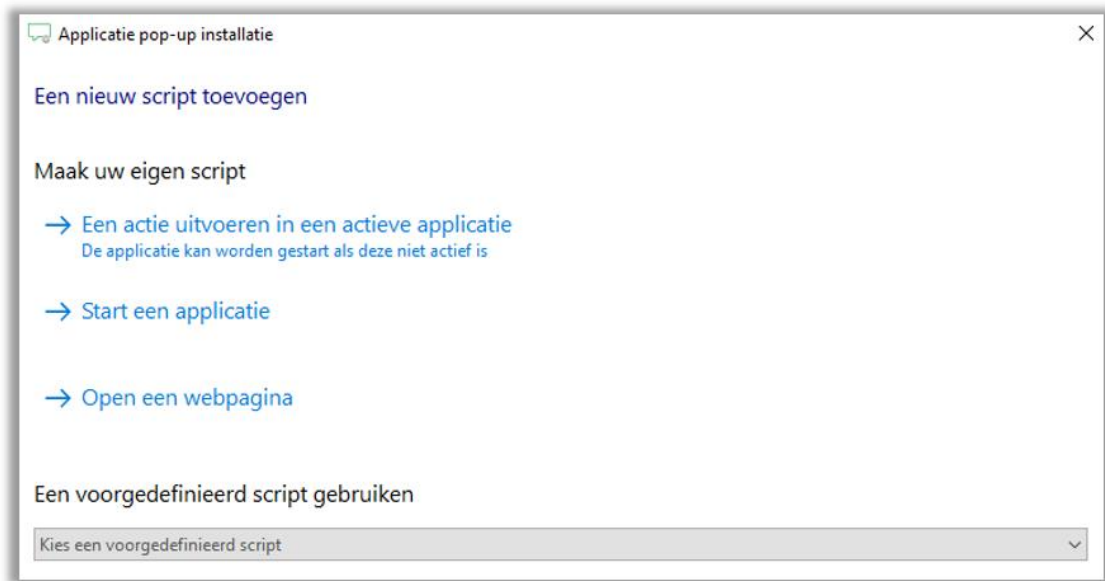 Applicatie pop-up installatie
Een nieuw script toevoegen
Maak uw eigen script
Een actie uitvoeren in een actieve applicatie
De applicatie kan worden gestart als deze niet actief is
Start een applicatie
Open een webpagina
Een voorgedefinieerd script gebruiken
Kies een voorgedefinieerd script